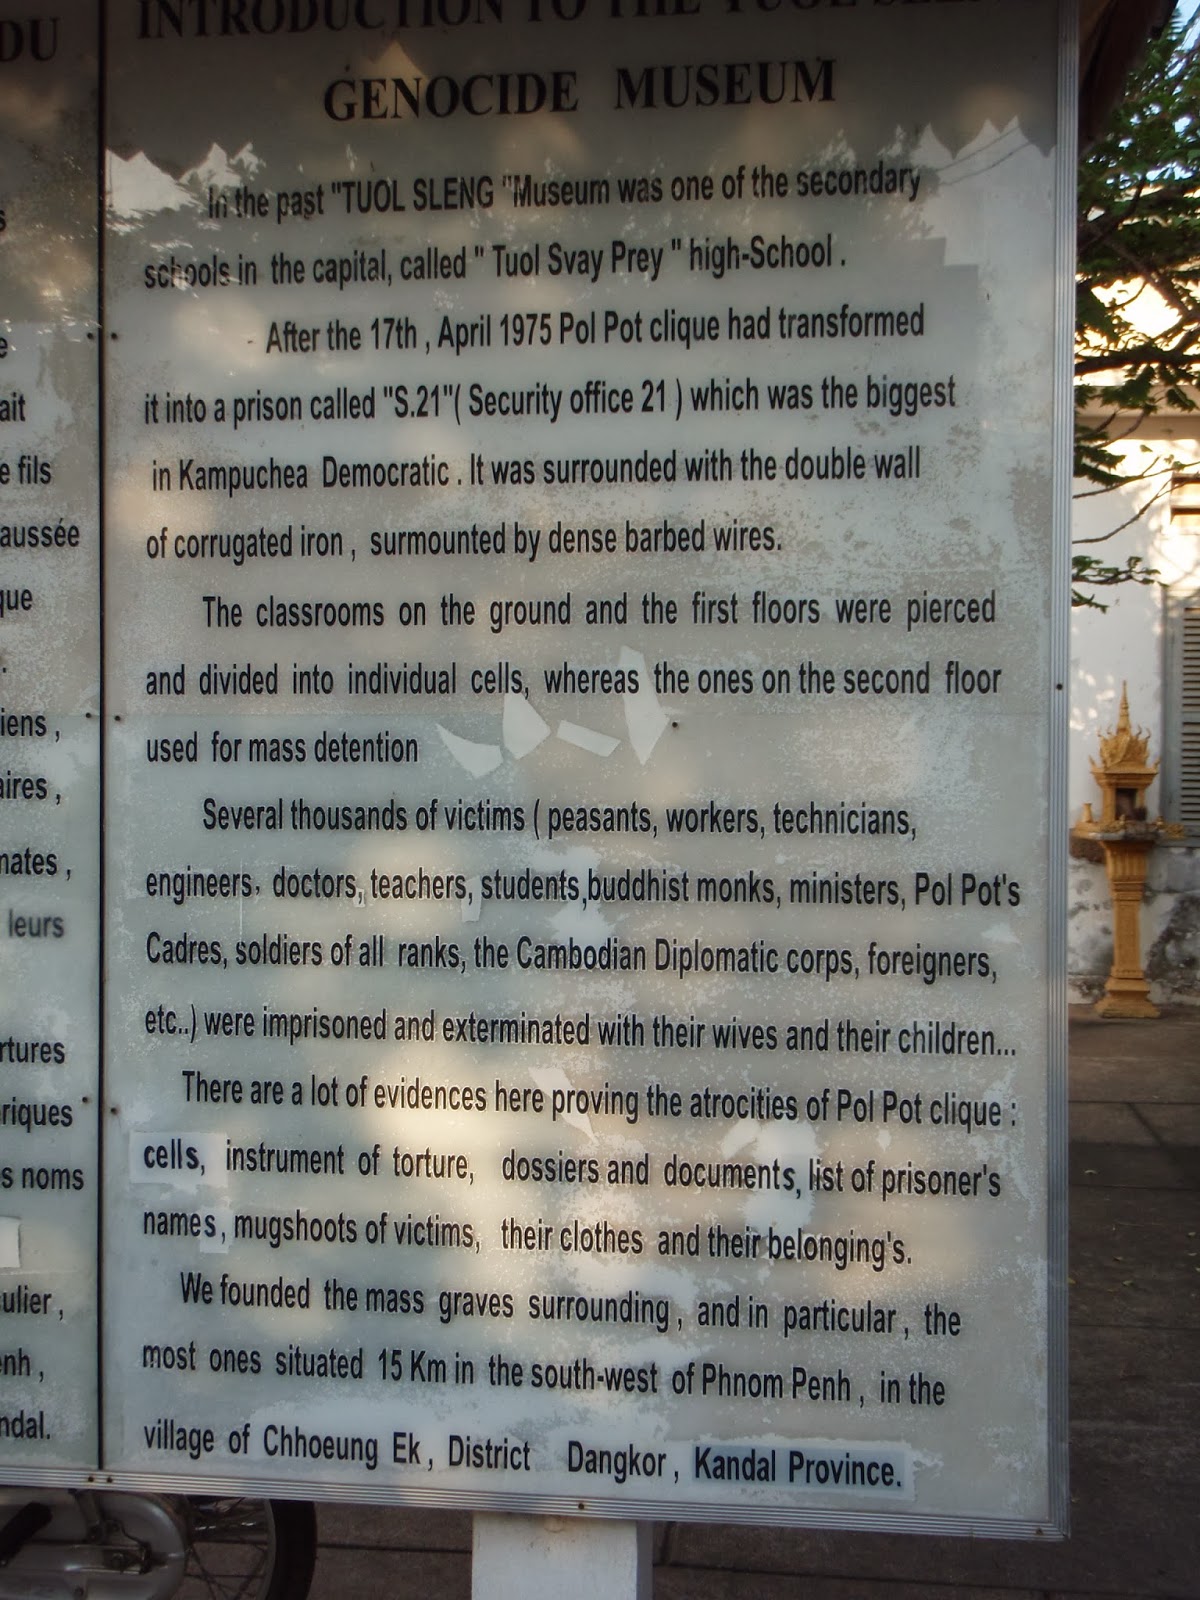 DU
s
e
ait
e fils
aussée
que
.
iens ,
aires ,
mates ,
leurs
rtures
riques
s noms
ulier ,
enh ,
ndal.
INTRODUCTION TO THE TUOL SLENG
GENOCIDE MUSEUM
In the past "TUOL SLENG "Museum was one of the secondary
schools in the capital, called " Tuol Svay Prey " high-School .
- After the 17th , April 1975 Pol Pot clique had transformed
it into a prison called "S.21"( Security office 21 ) which was the biggest
in Kampuchea Democratic . It was surrounded with the double wall
of corrugated iron , surmounted by dense barbed wires.
The classrooms on the ground and the first floors were pierced
and divided into individual cells, whereas the ones on the second floor
used for mass detention
Several thousands of victims ( peasants, workers, technicians,
engineers, doctors, teachers, students,buddhist monks, ministers, Pol Pot's
Cadres, soldiers of all ranks, the Cambodian Diplomatic corps, foreigners,
etc..) were imprisoned and exterminated with their wives and their children...
There are a lot of evidences here proving the atrocities of Pol Pot clique :
cells, instrument of torture, dossiers and documents, list of prisoner's
names, mugshoots of victims, their clothes and their belonging's.
We founded the mass graves surrounding , and in particular , the
most ones situated 15 Km in the south-west of Phnom Penh , in the
village of Chhoeung Ek , District Dangkor , Kandal Province.